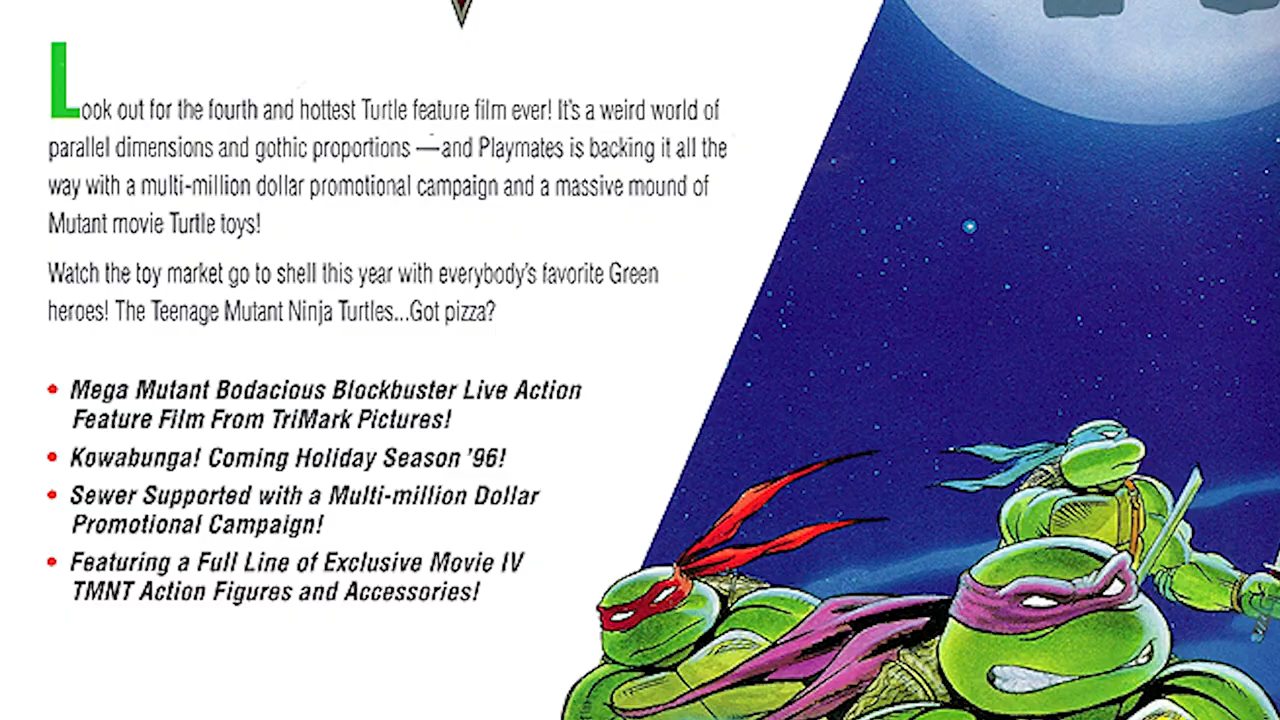 Look out for the fourth and hottest Turtle feature film ever! It's a weird world of
parallel dimensions and gothic proportions —and Playmates is backing it all the
way with a multi-million dollar promotional campaign and a massive mound of
Mutant movie Turtle toys!
Watch the toy market go to shell this year with everybody's favorite Green
heroes! The Teenage Mutant Ninja Turtles...Got pizza?
• Mega Mutant Bodacious Blockbuster Live Action
Feature Film From TriMark Pictures!
• Kowabunga! Coming Holiday Season '96!
• Sewer Supported with a Multi-million Dollar
Promotional Campaign!
• Featuring a Full Line of Exclusive Movie IV
TMNT Action Figures and Accessories!